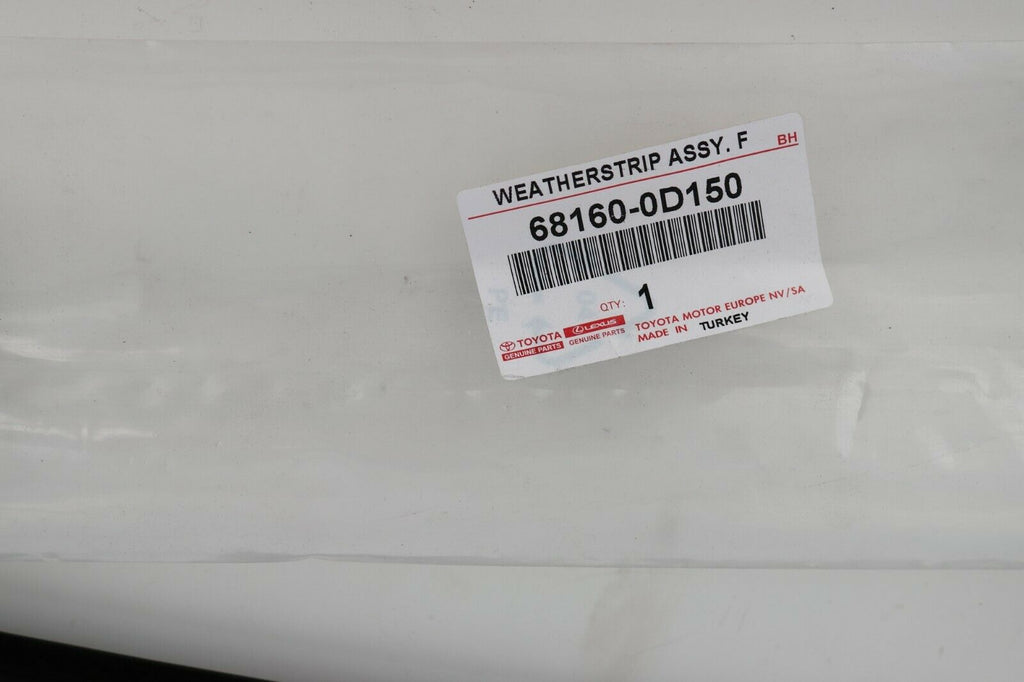 WEATHERSTRIP ASSY. F BH
68160-0D150
QTY: 1
TOYOTA
GENUINE PARTS
LEXUS
GENUINE PARTS
TOYOTA MOTOR EUROPE NV/SA
MADE IN TURKEY